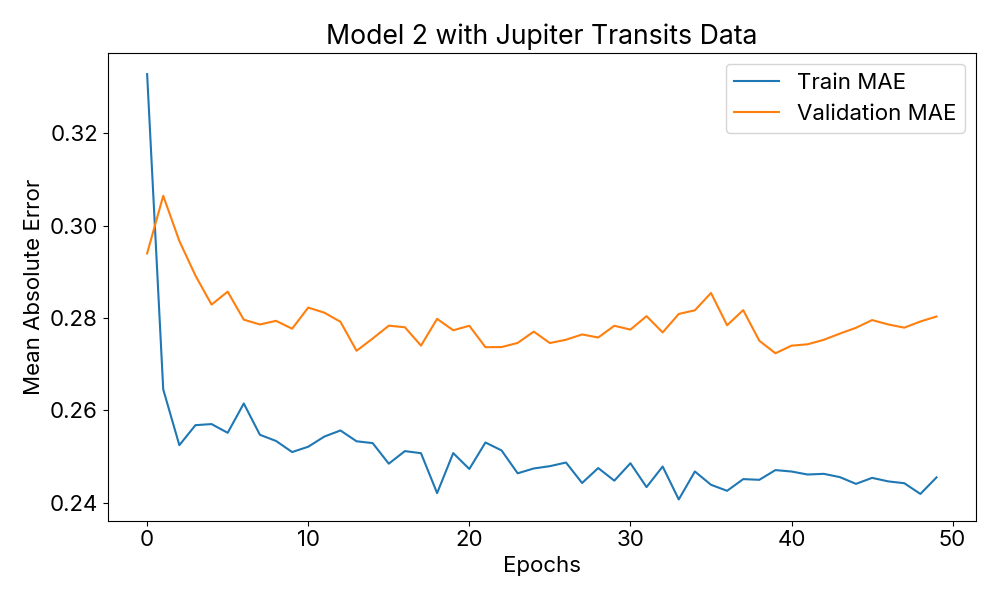 Model 2 with Jupiter Transits Data
Train MAE
Validation MAE
Mean Absolute Error
0.32
0.30
0.28
0.26
0.24
0 10 20 30 40 50
Epochs